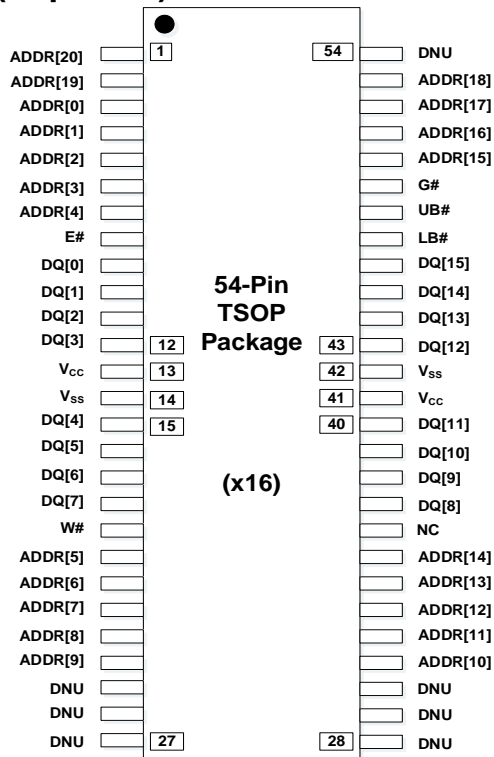 ADDR[20] 1 54 DNU
ADDR[19] ADDR[18]
ADDR[0] ADDR[17]
ADDR[1] ADDR[16]
ADDR[2] ADDR[15]
ADDR[3] G#
ADDR[4] UB#
E# LB#
DQ[0] DQ[15]
54-Pin
DQ[1] DQ[14]
TSOP
DQ[2] DQ[13]
Package
DQ[3] 12 43 DQ[12]
VCC 13 42 VSS
VSS 14 41 VCC
DQ[4] 15 40 DQ[11]
DQ[5] DQ[10]
DQ[6] (x16) DQ[9]
DQ[7] DQ[8]
W# NC
ADDR[5] ADDR[14]
ADDR[6] ADDR[13]
ADDR[7] ADDR[12]
ADDR[8] ADDR[11]
ADDR[9] ADDR[10]
DNU DNU
DNU DNU
DNU 27 28 DNU